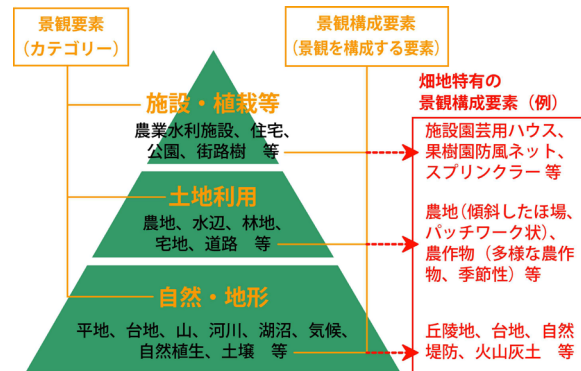 景観要素
（カテゴリー）
景観構成要素
（景観を構成する要素）
施設・植栽等
農業水利施設、住宅、
公園、街路樹　等
土地利用
農地、水辺、林地、
宅地、道路　等
自然・地形
平地、台地、山、河川、湖沼、気候、
自然植生、土壌　等
畑地特有の
景観構成要素（例）
施設園芸用ハウス、
果樹園防風ネット、
スプリンクラー 等
農地（傾斜したほ場、
パッチワーク状）、
農作物（多様な農作
物、季節性）等
丘陵地、台地、自然
堤防、火山灰土 等